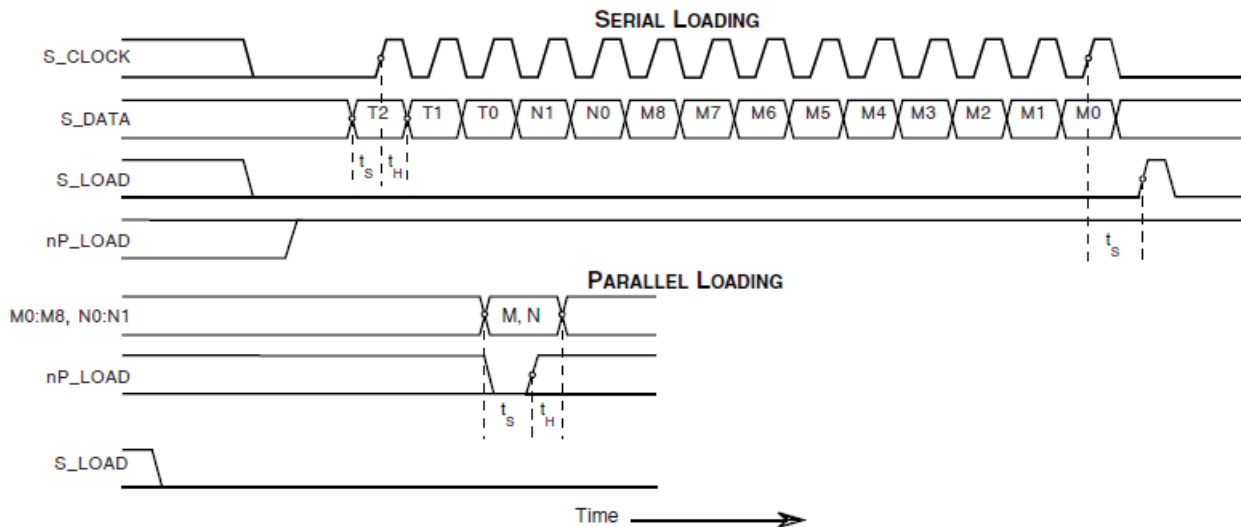 SERIAL LOADING
S_CLOCK
S_DATA
T2 T1 T0 N1 N0 M8 M7 M6 M5 M4 M3 M2 M1 M0
tS tH
S_LOAD
nP_LOAD
tS
PARALLEL LOADING
M0:M8, N0:N1
M, N
nP_LOAD
tS tH
S_LOAD
Time